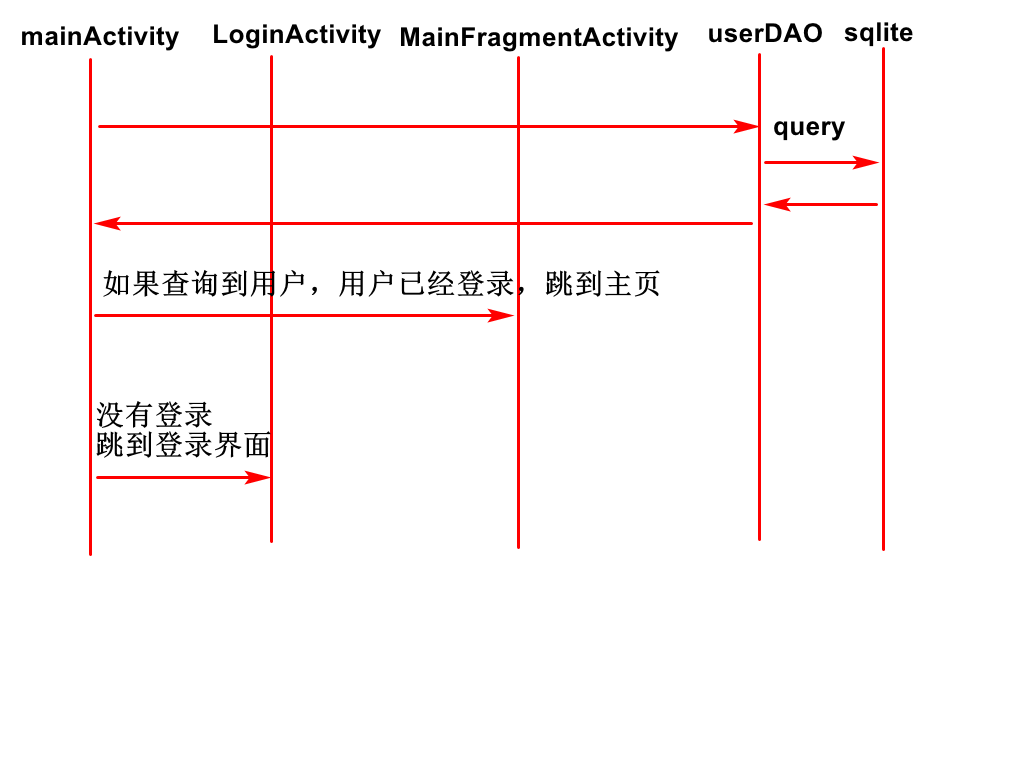 mainActivity
LoginActivity
MainFragmentActivity
userDAO
sqlite
query
如果查询到用户，用户已经登录，跳到主页
没有登录
跳到登录界面